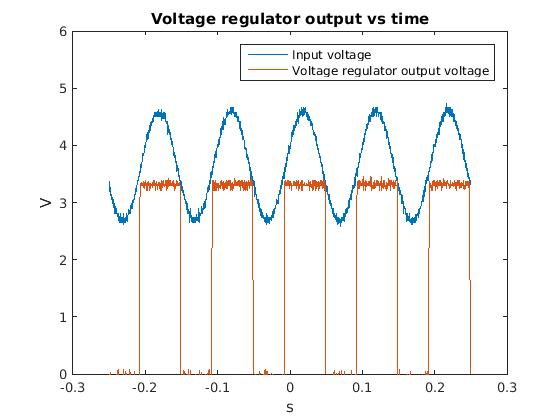 Voltage regulator output vs time
Input voltage
Voltage regulator output voltage
V
6
5
4
3
2
1
0
-0.3 -0.2 -0.1 0 0.1 0.2 0.3
s